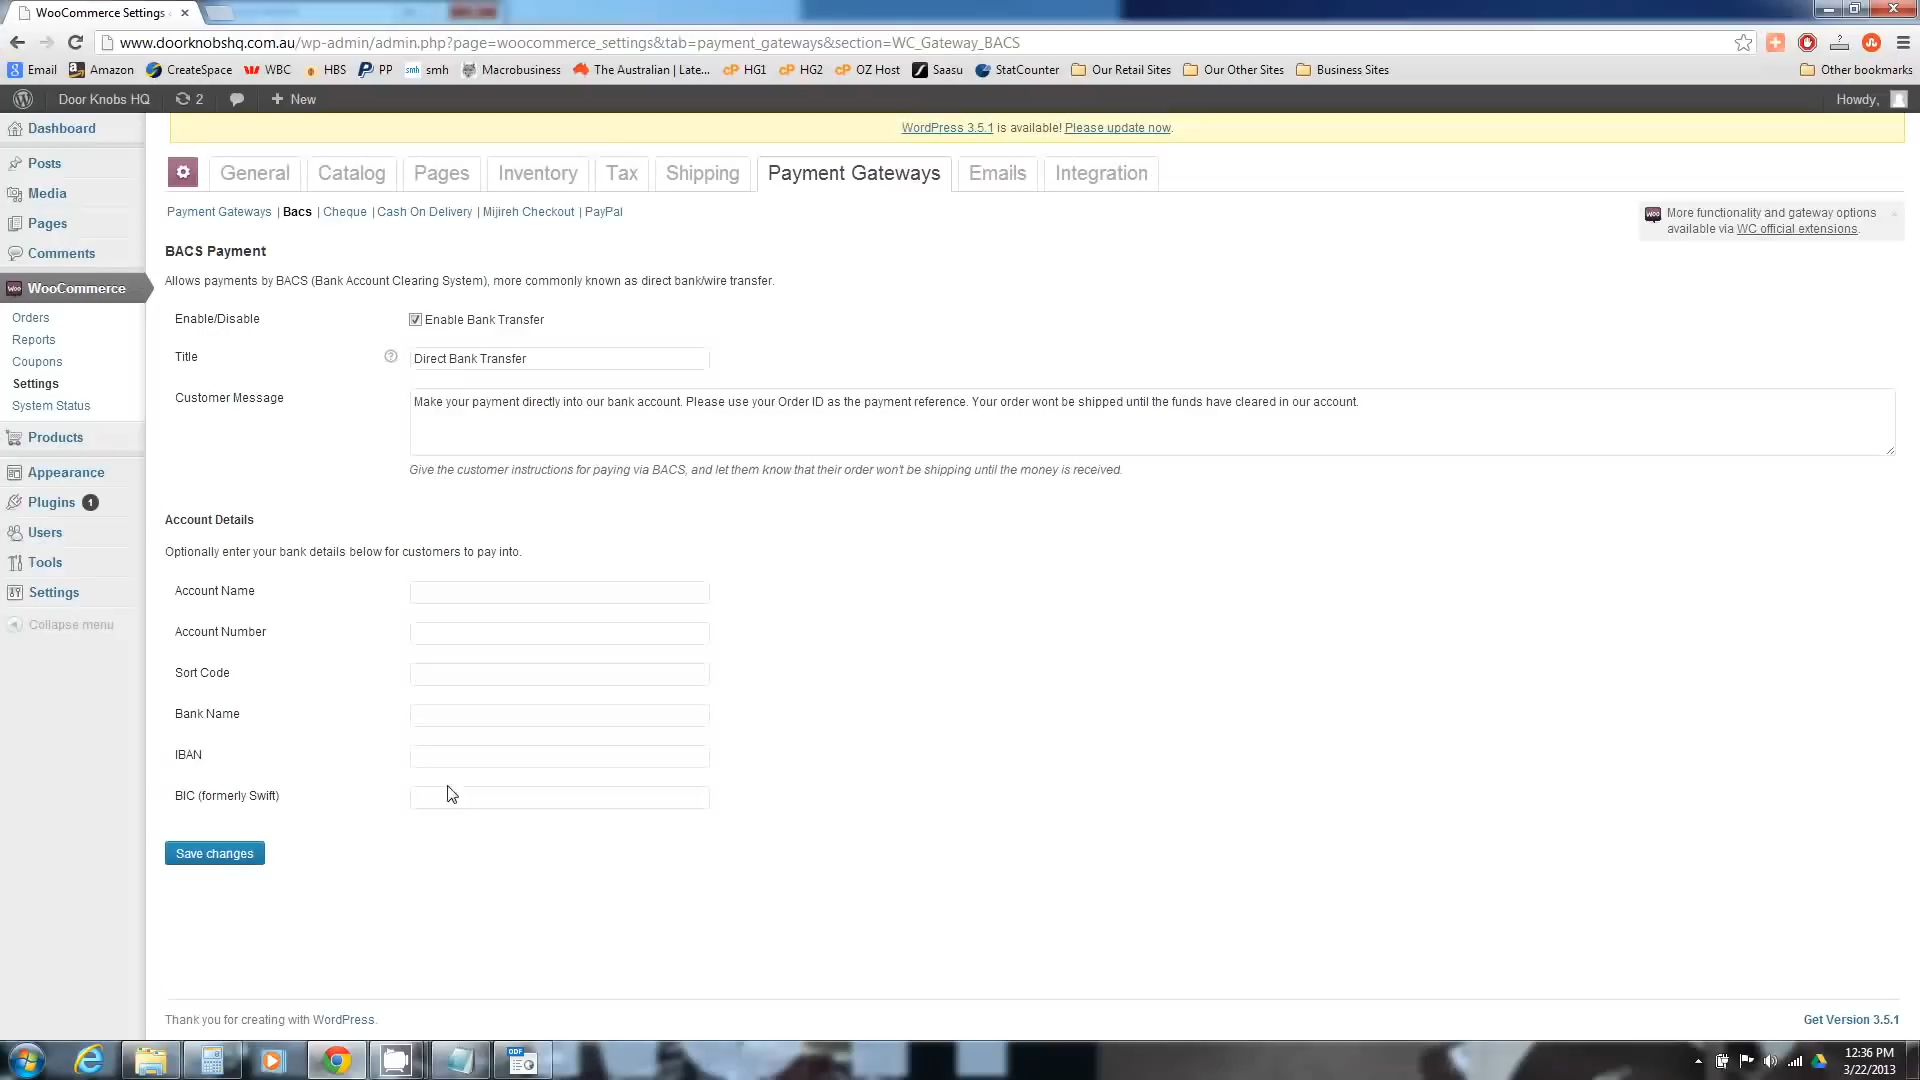 WooCommerce Settings
www.doorknobshq.com.au/wp-admin/admin.php?page=woocommerce_settings&tab=payment_gateways&section=WC_Gateway_BACS
Email Amazon CreateSpace WBC HBS PP smh smh Macrobusiness The Australian | Late... HG1 HG2 OZ Host Saasu StatCounter Our Retail Sites Our Other Sites Business Sites Other bookmarks
Door Knobs HQ 2 + New Howdy,
Dashboard
Posts
Media
Pages
Comments
WooCommerce
Orders
Reports
Coupons
Settings
System Status
Products
Appearance
Plugins 1
Users
Tools
Settings
Collapse menu
WordPress 3.5.1 is available! Please update now.
General Catalog Pages Inventory Tax Shipping Payment Gateways Emails Integration
Payment Gateways | Bacs | Cheque | Cash On Delivery | Mijireh Checkout | PayPal
More functionality and gateway options
available via WC official extensions.
BACS Payment
Allows payments by BACS (Bank Account Clearing System), more commonly known as direct bank/wire transfer.
Enable/Disable Enable Bank Transfer
Title ? Direct Bank Transfer
Customer Message Make your payment directly into our bank account. Please use your Order ID as the payment reference. Your order wont be shipped until the funds have cleared in our account.
Give the customer instructions for paying via BACS, and let them know that their order won't be shipping until the money is received.
Account Details
Optionally enter your bank details below for customers to pay into.
Account Name
Account Number
Sort Code
Bank Name
IBAN
BIC (formerly Swift)
Save changes
Thank you for creating with WordPress.
Get Version 3.5.1
12:36 PM
3/22/2013